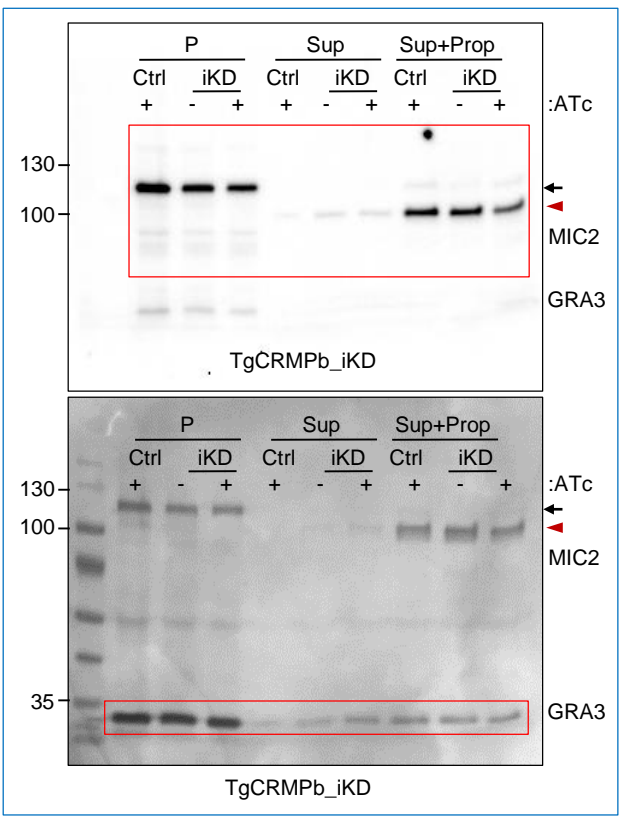 P Sup Sup+Prop
Ctrl iKD Ctrl iKD Ctrl iKD
+ - + + - + + - + :ATc
130
100
MIC2
GRA3
TgCRMPb_iKD
P Sup Sup+Prop
Ctrl iKD Ctrl iKD Ctrl iKD
+ - + + - + + - + :ATc
130
100
MIC2
35
GRA3
TgCRMPb_iKD